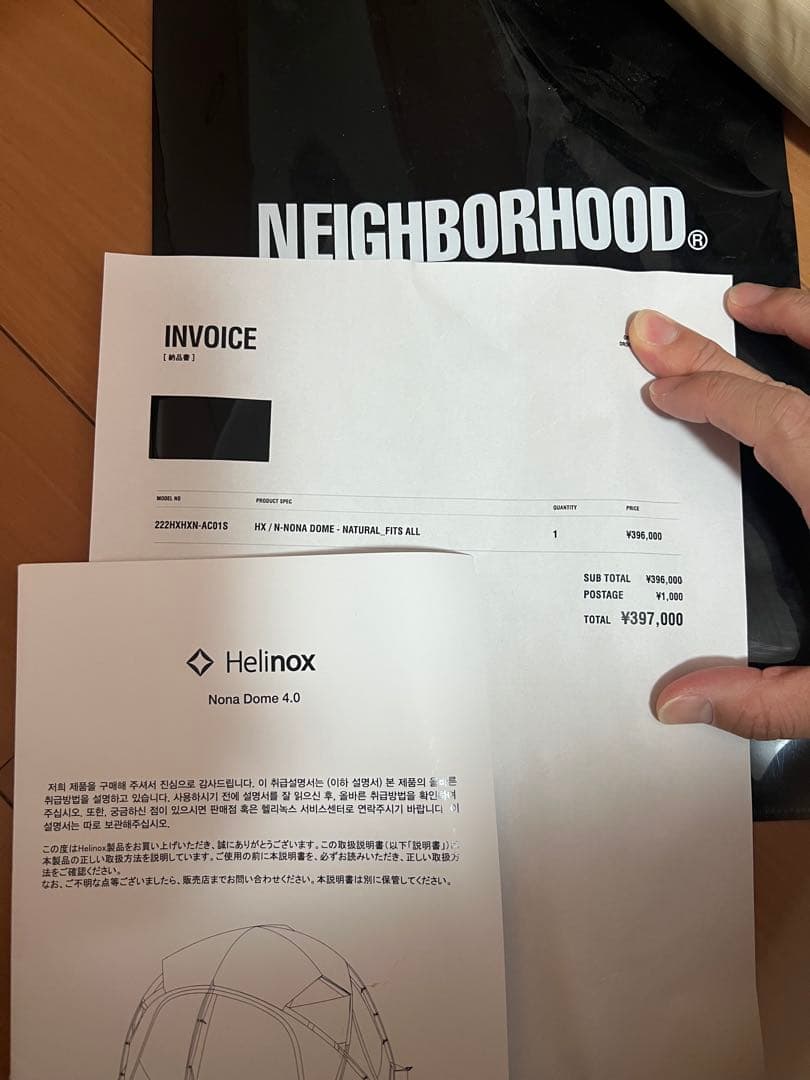 NEIGHBORHOOD®
INVOICE
[ 納品書 ]
MODEL NO PRODUCT SPEC QUANTITY PRICE
222HXHXN-AC01S HX / N-NONA DOME - NATURAL_FITS ALL 1 ¥396,000
SUB TOTAL ¥396,000
POSTAGE ¥1,000
TOTAL ¥397,000
Helinox
Nona Dome 4.0
저희 제품을 구매해 주셔서 진심으로 감사드립니다. 이 취급설명서는 (이하 설명서) 본 제품의 올바른
취급방법을 설명하고 있습니다. 사용하시기 전에 설명서를 잘 읽으신 후, 올바른 취급방법을 확인하여
주십시오. 또한, 궁금하신 점이 있으시면 판매점 혹은 헬리녹스 서비스센터로 연락주시기 바랍니다. 이
설명서는 따로 보관해주십시오.
この度はHelinox製品をお買い上げいただき、誠にありがとうございます。この取扱説明書(以下「説明書」)は
本製品の正しい取扱方法を説明しています。ご使用の前に本説明書を、必ずお読みいただき、正しい取扱方
法をご確認ください。
なお、ご不明な点等ございましたら、販売店までお問い合わせください。本説明書は別に保管してください。